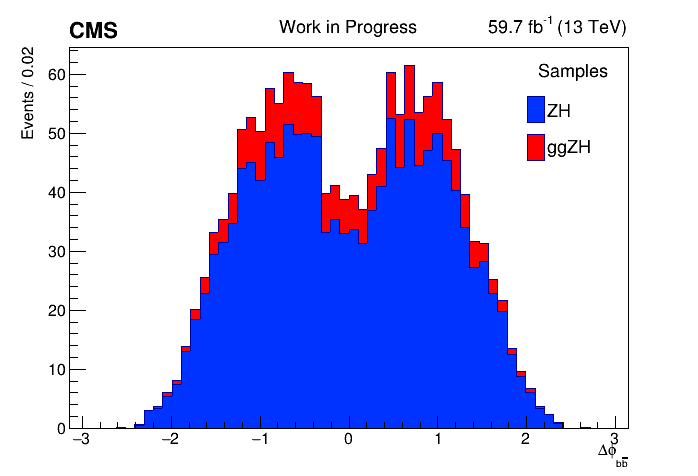 CMS Work in Progress 59.7 fb⁻¹ (13 TeV)
Events / 0.02
Samples
ZH
ggZH
60
50
40
30
20
10
0
−3 −2 −1 0 1 2 3
Δϕ_bb̅